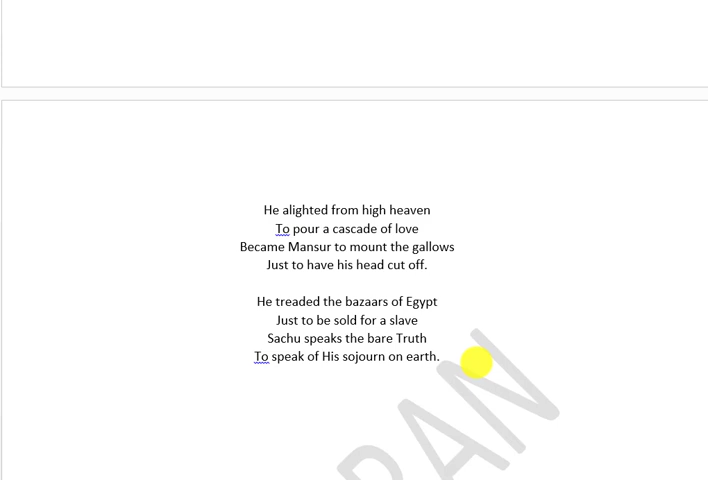 He alighted from high heaven
To pour a cascade of love
Became Mansur to mount the gallows
Just to have his head cut off.
He treaded the bazaars of Egypt
Just to be sold for a slave
Sachu speaks the bare Truth
To speak of His sojourn on earth.